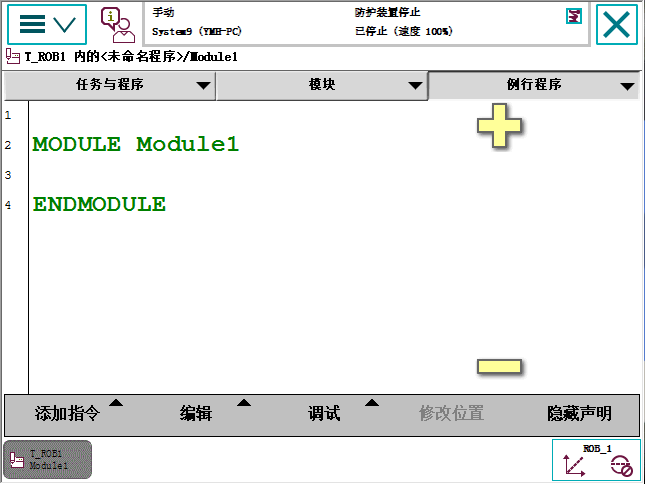 手动
防护装置停止
System9 (YMH-PC)
已停止 (速度 100%)
T_ROB1 内的<未命名程序>/Module1
任务与程序
模块
例行程序
1
2 MODULE Module1
3
4 ENDMODULE
添加指令
编辑
调试
修改位置
隐藏声明
T_ROB1
Module1
ROB_1